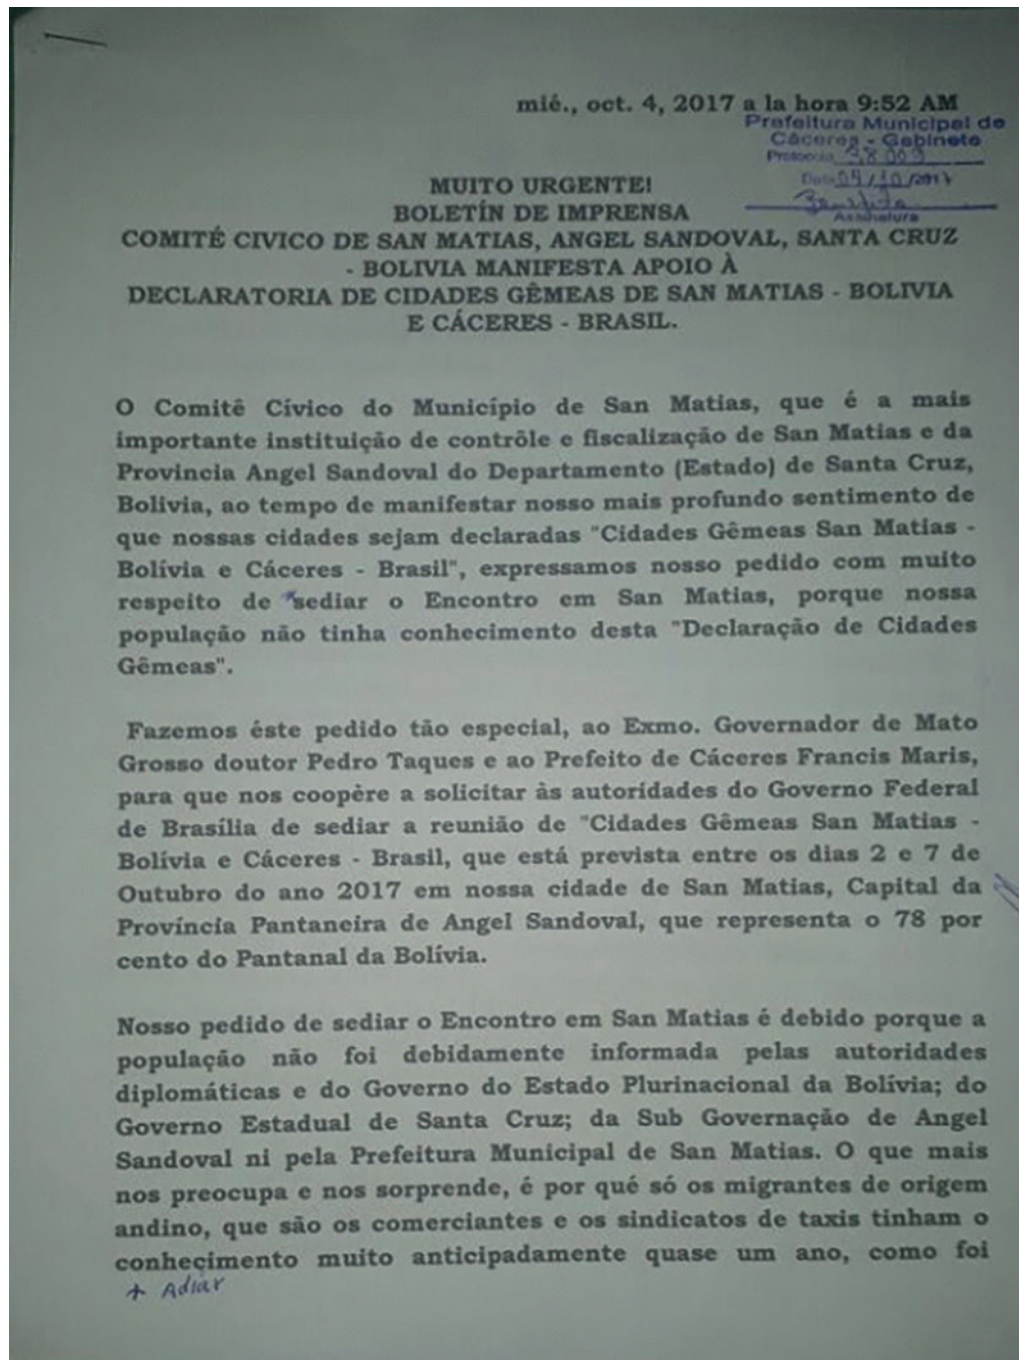 mié., oct. 4, 2017 a la hora 9:52 AM
Prefeitura Municipal de
Cáceres - Gabinete
Protocolo 38 009
Data 04/10/2017
Assinatura
MUITO URGENTE!
BOLETÍN DE IMPRENSA
COMITÉ CIVICO DE SAN MATIAS, ANGEL SANDOVAL, SANTA CRUZ
- BOLIVIA MANIFESTA APOIO À
DECLARATORIA DE CIDADES GÊMEAS DE SAN MATIAS - BOLIVIA
E CÁCERES - BRASIL.
O Comitê Cívico do Município de San Matias, que é a mais
importante instituição de contrôle e fiscalização de San Matias e da
Provincia Angel Sandoval do Departamento (Estado) de Santa Cruz,
Bolivia, ao tempo de manifestar nosso mais profundo sentimento de
que nossas cidades sejam declaradas "Cidades Gêmeas San Matias -
Bolívia e Cáceres - Brasil", expressamos nosso pedido com muito
respeito de *sediar o Encontro em San Matias, porque nossa
população não tinha conhecimento desta "Declaração de Cidades
Gêmeas".
Fazemos éste pedido tão especial, ao Exmo. Governador de Mato
Grosso doutor Pedro Taques e ao Prefeito de Cáceres Francis Maris,
para que nos coopère a solicitar às autoridades do Governo Federal
de Brasília de sediar a reunião de "Cidades Gêmeas San Matias -
Bolívia e Cáceres - Brasil, que está prevista entre os dias 2 e 7 de
Outubro do ano 2017 em nossa cidade de San Matias, Capital da
Província Pantaneira de Angel Sandoval, que representa o 78 por
cento do Pantanal da Bolívia.
Nosso pedido de sediar o Encontro em San Matias é debido porque a
população não foi debidamente informada pelas autoridades
diplomáticas e do Governo do Estado Plurinacional da Bolívia; do
Governo Estadual de Santa Cruz; da Sub Governação de Angel
Sandoval ni pela Prefeitura Municipal de San Matias. O que mais
nos preocupa e nos sorprende, é por qué só os migrantes de origem
andino, que são os comerciantes e os sindicatos de taxis tinham o
conheçimento muito anticipadamente quase um ano, como foi
+ Adiar